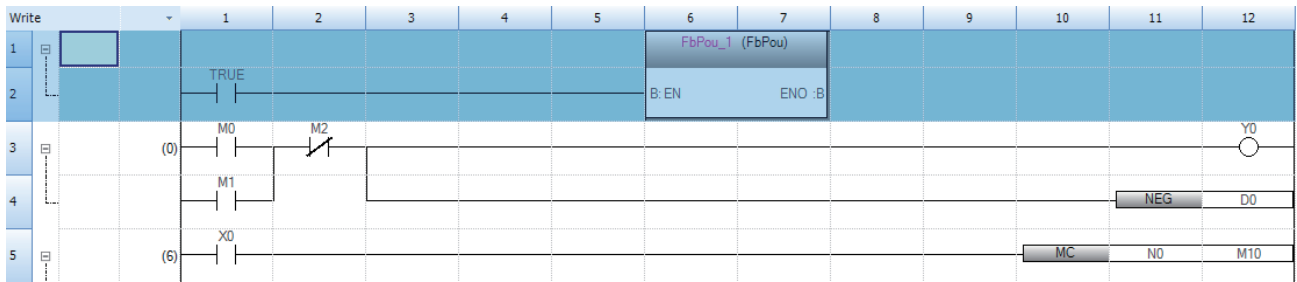 Write 1 2 3 4 5 6 7 8 9 10 11 12
1 FbPou_1 (FbPou)
TRUE
2 B: EN ENO :B
M0 M2 Y0
3 (0)
M1
4 NEG D0
X0
5 (6) MC N0 M10